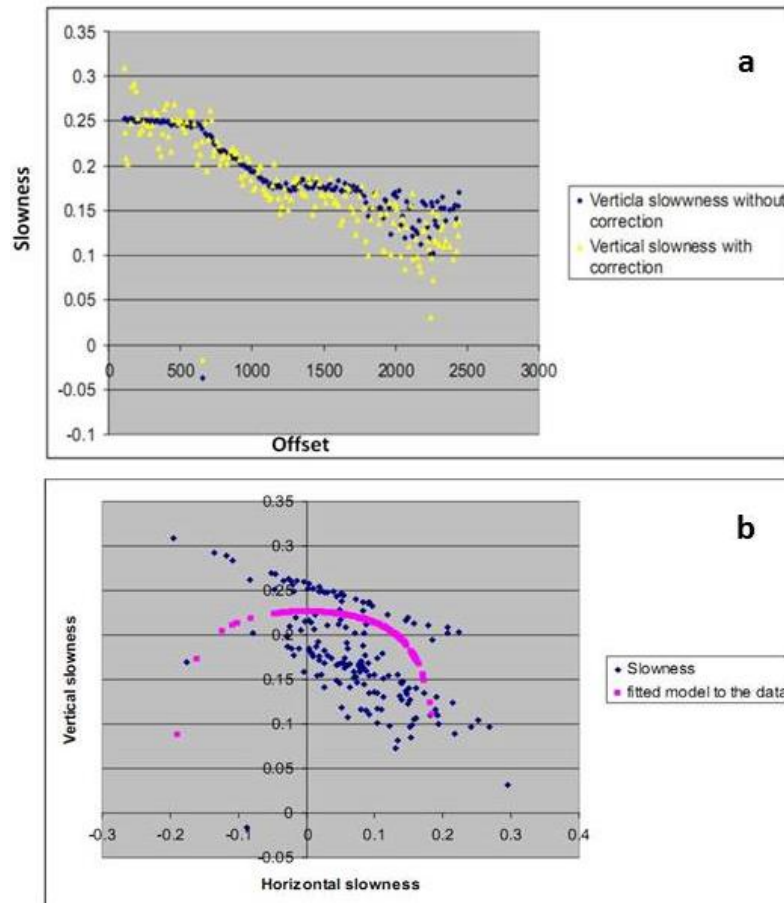 0.35
a
0.3
0.25
0.2
0.15
0.1
0.05
0
0 500 1000 1500 2000 2500 3000
-0.05
-0.1
Slowness
Offset
Verticla slowwness without
correction
Vertical slowness with
correction
0.35
b
0.3
0.25
0.2
0.15
0.1
0.05
0
-0.3 -0.2 -0.1 0 0.1 0.2 0.3 0.4
-0.05
Vertical slowness
Horizontal slowness
Slowness
fitted model to the data